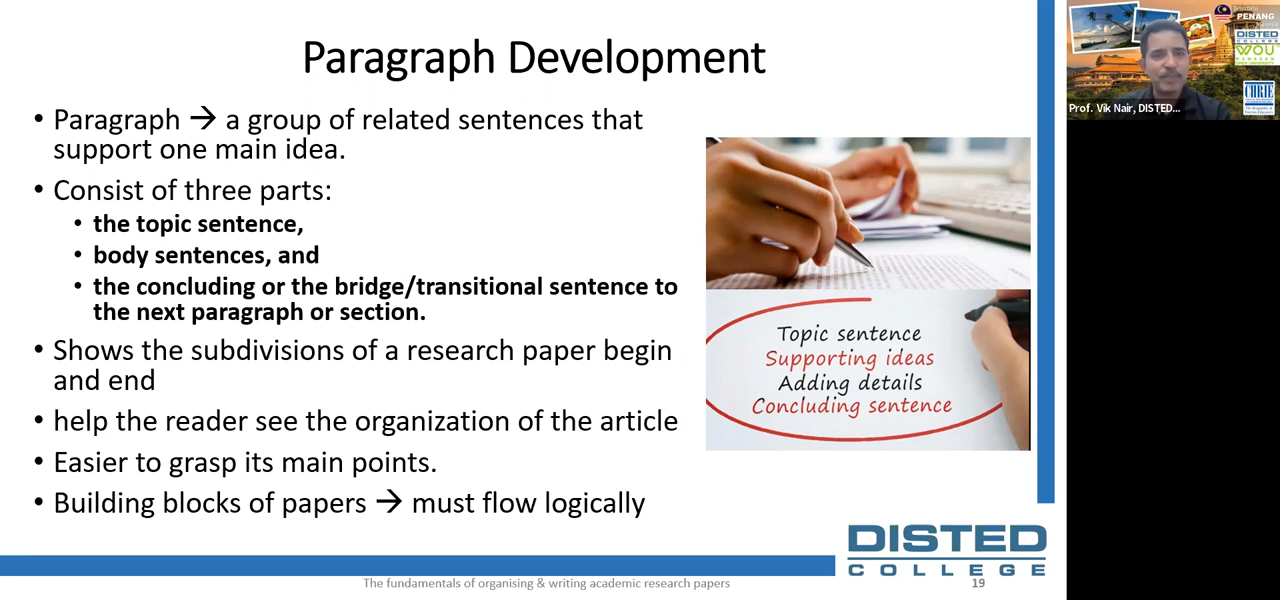 Paragraph Development
• Paragraph → a group of related sentences that
support one main idea.
• Consist of three parts:
• the topic sentence,
• body sentences, and
• the concluding or the bridge/transitional sentence to
the next paragraph or section.
• Shows the subdivisions of a research paper begin
and end
• help the reader see the organization of the article
• Easier to grasp its main points.
• Building blocks of papers → must flow logically
Topic sentence
Supporting ideas
Adding details
Concluding sentence
DISTED
COLLEGE
The fundamentals of organising & writing academic research papers
19
PENANG
DISTED
COLLEGE
WOU
CHRIE
Prof. Vik Nair, DISTED...